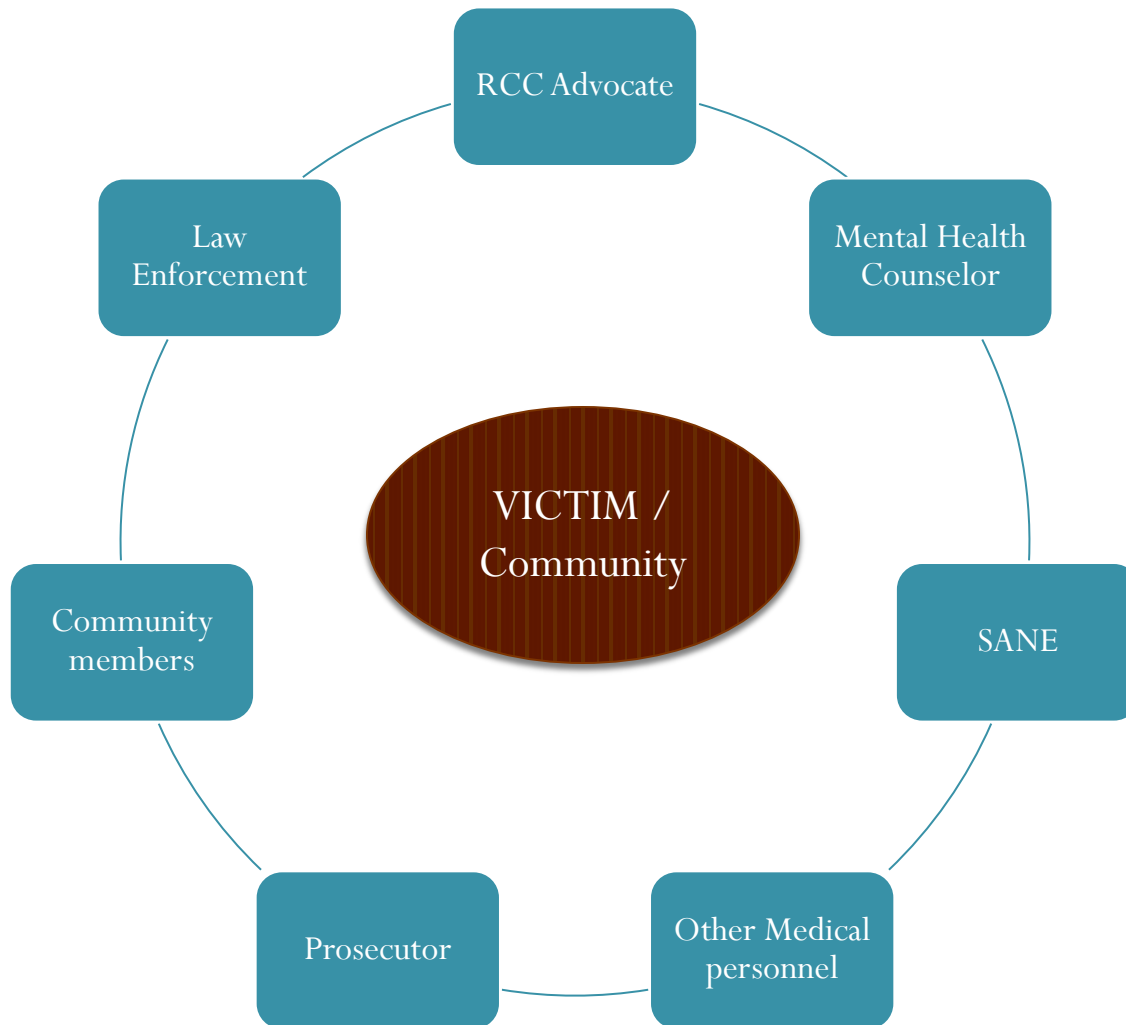 RCC Advocate
Law
Enforcement
Mental Health
Counselor
VICTIM /
Community
Community
members
SANE
Prosecutor
Other Medical
personnel